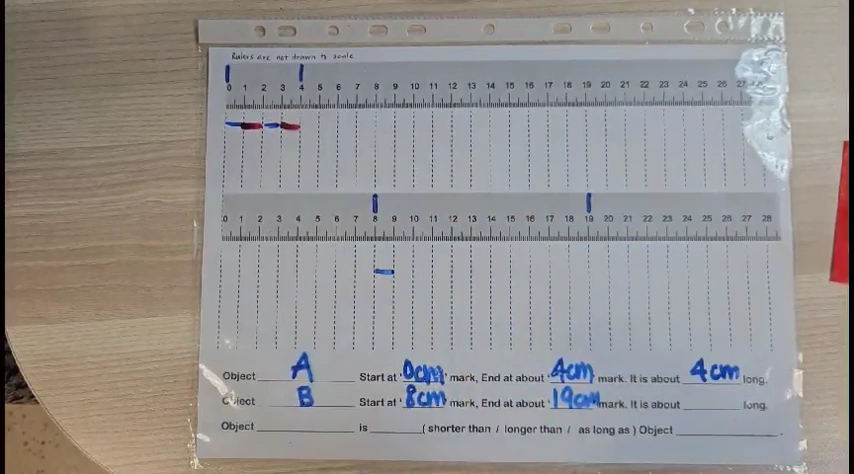 Rulers are not drawn to scale
0 1 2 3 4 5 6 7 8 9 10 11 12 13 14 15 16 17 18 19 20 21 22 23 24 25 26 27
0 1 2 3 4 5 6 7 8 9 10 11 12 13 14 15 16 17 18 19 20 21 22 23 24 25 26 27 28
Object A Start at '0cm' mark, End at about '4cm mark. It is about 4cm long.
Object B Start at '8cm' mark, End at about '19cm' mark. It is about ______ long.
Object ______ is ______ ( shorter than / longer than / as long as ) Object ______.